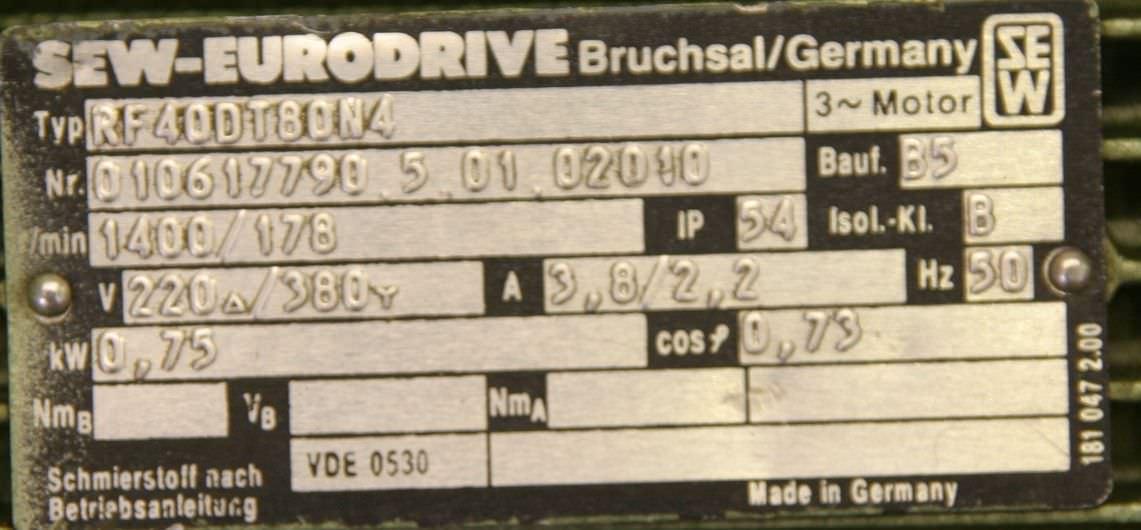 SEW-EURODRIVE Bruchsal/Germany SEW
Typ RF40DT80N4 3~ Motor
Nr. 010617790.5.01.02010 Bauf. B5
/min 1400/178 IP 54 Isol.-Kl. B
V 220△/380Y A 3,8/2,2 Hz 50
kW 0,75 cosφ 0,73
NmB VB NmA
Schmierstoff nach VDE 0530
Betriebsanleitung Made in Germany
181 047 2.00